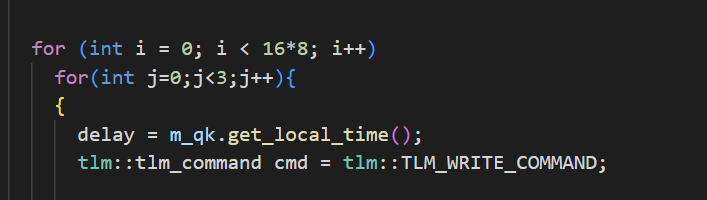 for (int i = 0; i < 16*8; i++)
for(int j=0;j<3;j++){
{
delay = m_qk.get_local_time();
tlm::tlm_command cmd = tlm::TLM_WRITE_COMMAND;